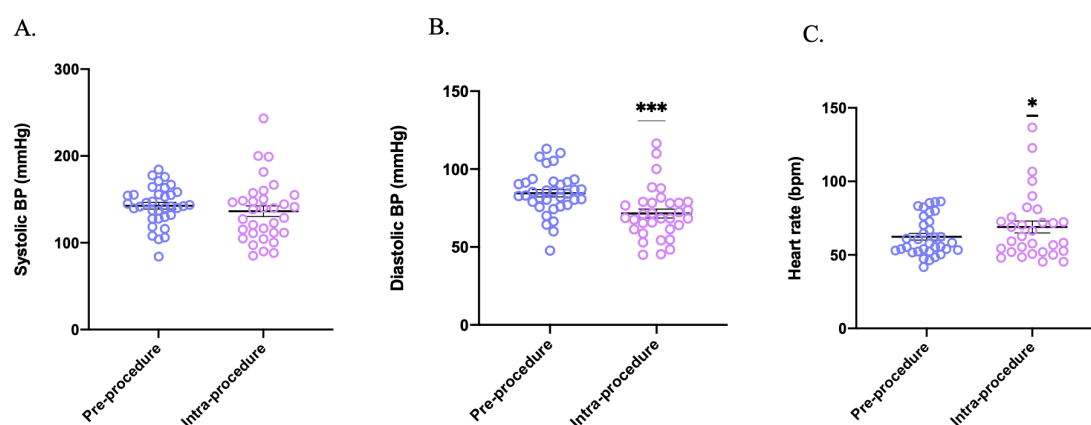 A.
Systolic BP (mmHg)
300
200
100
0
Pre-procedure
Intra-procedure
B.
Diastolic BP (mmHg)
150
100
50
0
***
Pre-procedure
Intra-procedure
C.
Heart rate (bpm)
150
100
50
0
*
Pre-procedure
Intra-procedure